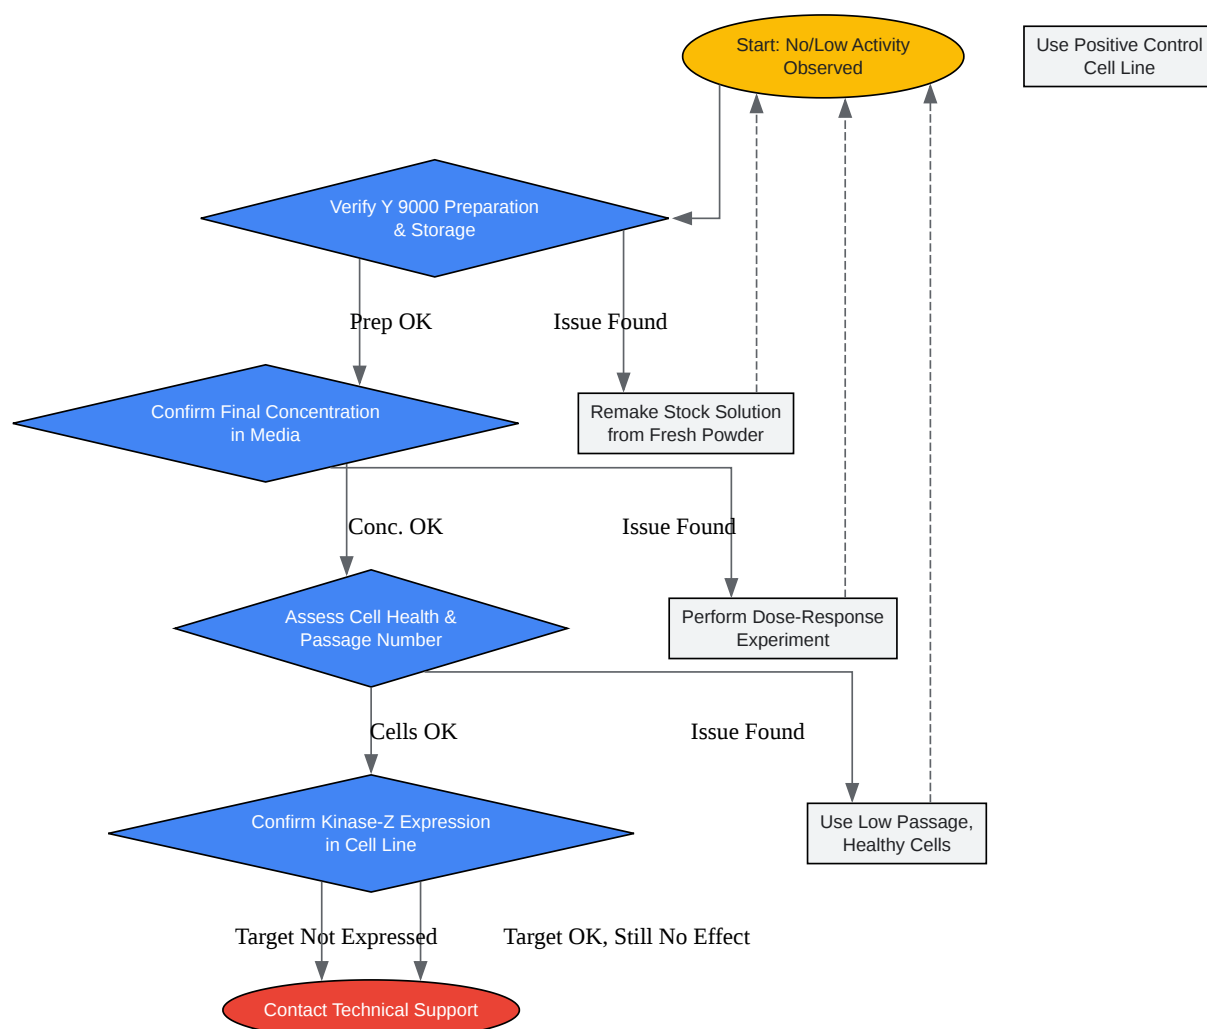 Start: No/Low Activity
Observed
Use Positive Control
Cell Line
Verify Y 9000 Preparation
& Storage
Prep OK
Issue Found
Confirm Final Concentration
in Media
Remake Stock Solution
from Fresh Powder
Conc. OK
Issue Found
Assess Cell Health &
Passage Number
Perform Dose-Response
Experiment
Cells OK
Issue Found
Confirm Kinase-Z Expression
in Cell Line
Use Low Passage,
Healthy Cells
Target Not Expressed
Target OK, Still No Effect
Contact Technical Support